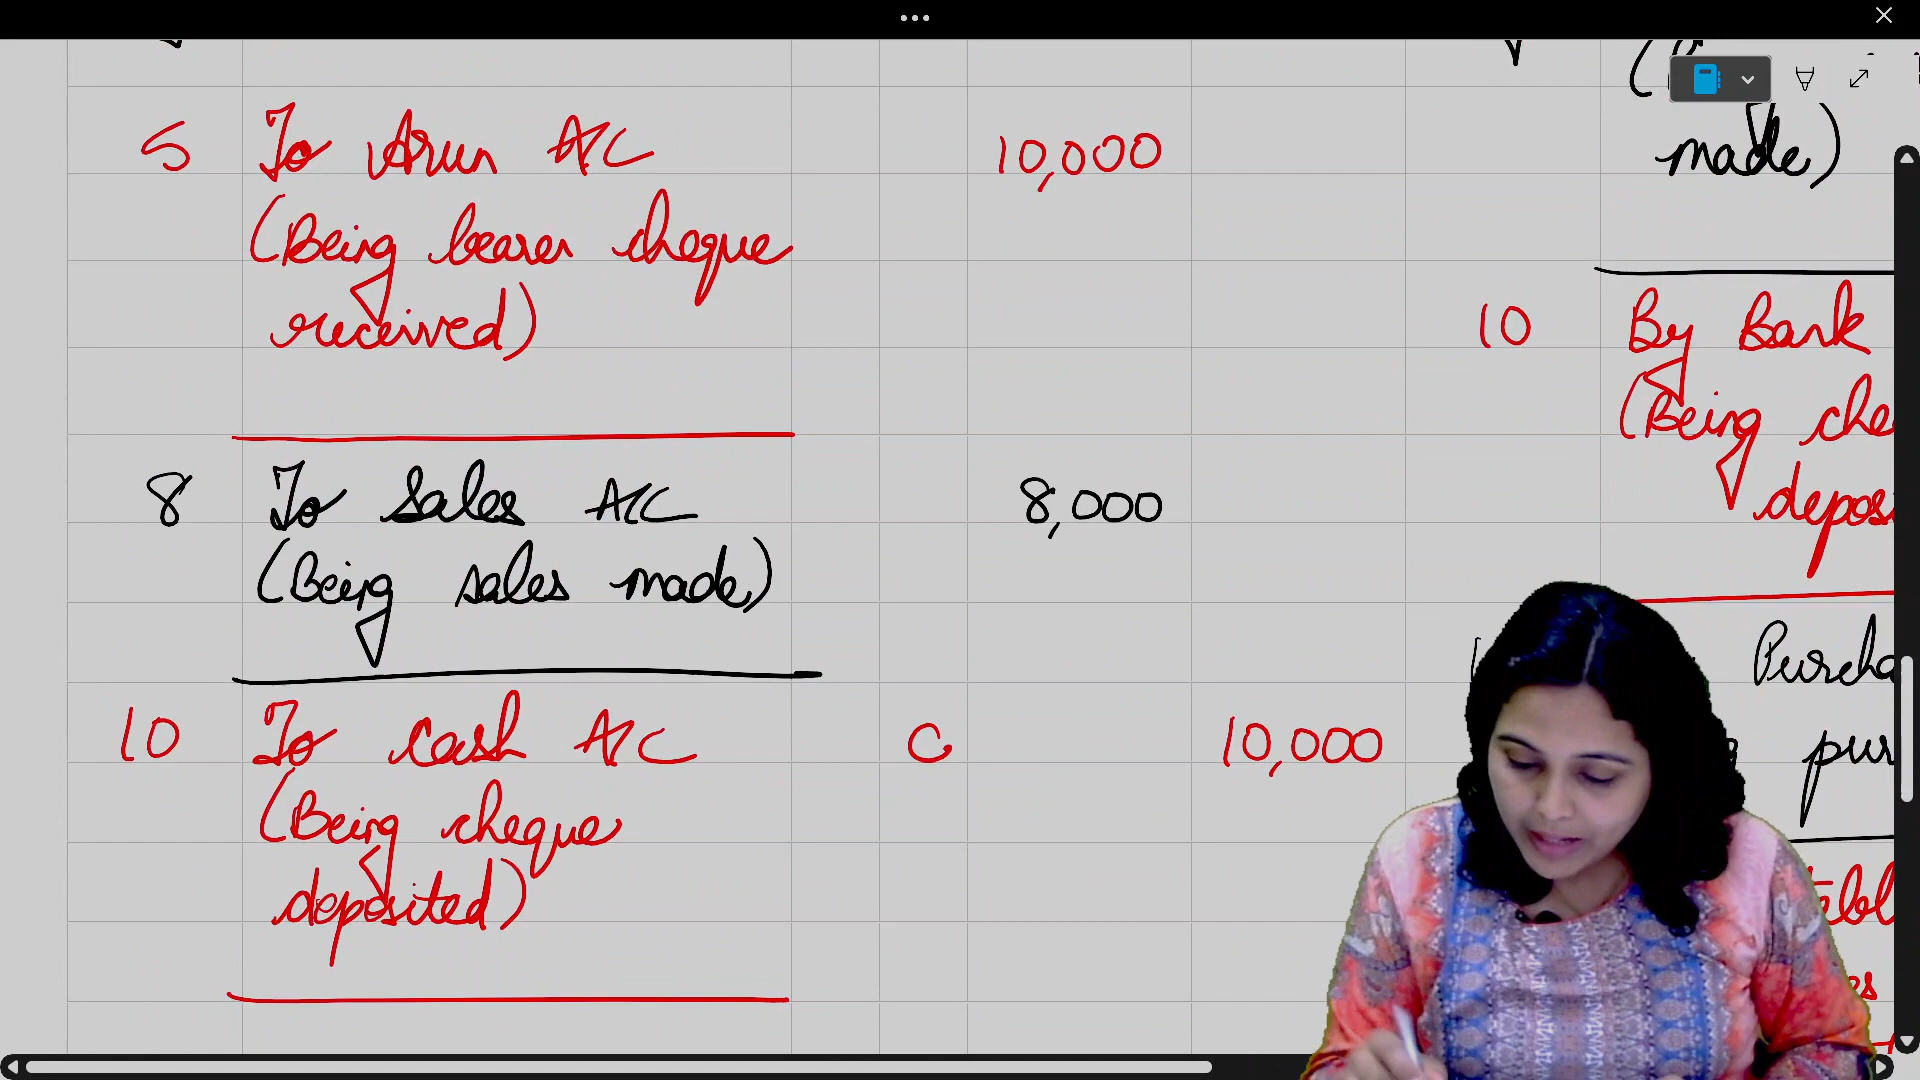 5 To Arun A/C 10,000
(Being bearer cheque
received)
8 To Sales A/C 8,000
(Being sales made)
10 To Cash A/C C 10,000
(Being cheque
deposited)
made)
10 By Bank
(Being che
depos
Purcha
pur